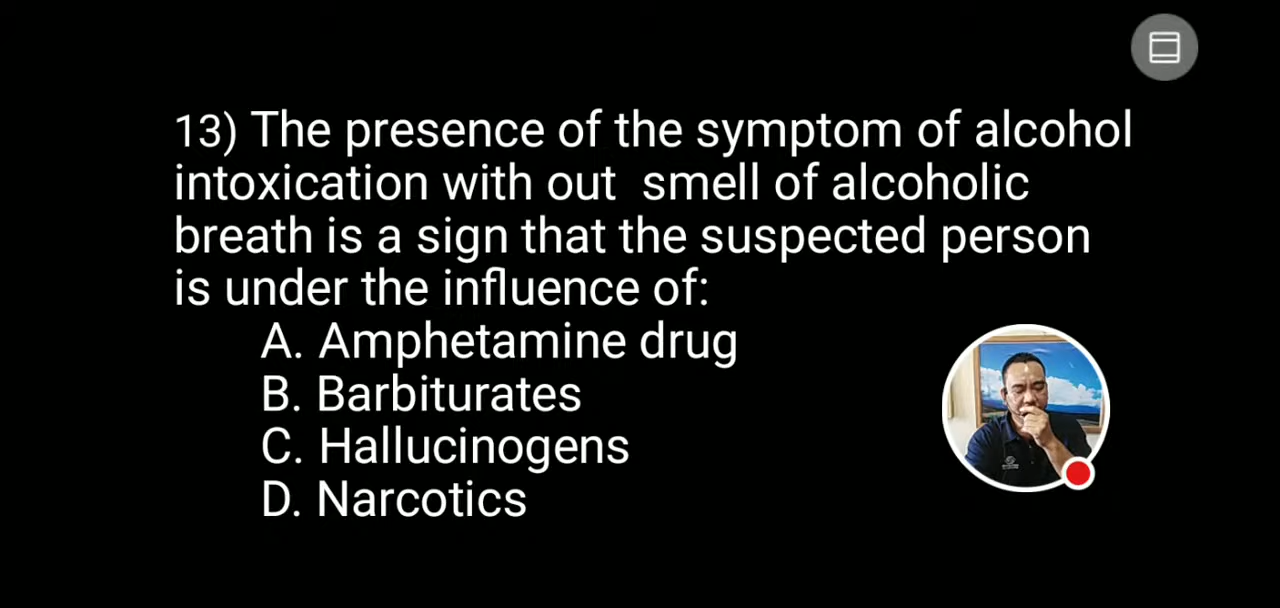 13) The presence of the symptom of alcohol
intoxication with out smell of alcoholic
breath is a sign that the suspected person
is under the influence of:
A. Amphetamine drug
B. Barbiturates
C. Hallucinogens
D. Narcotics